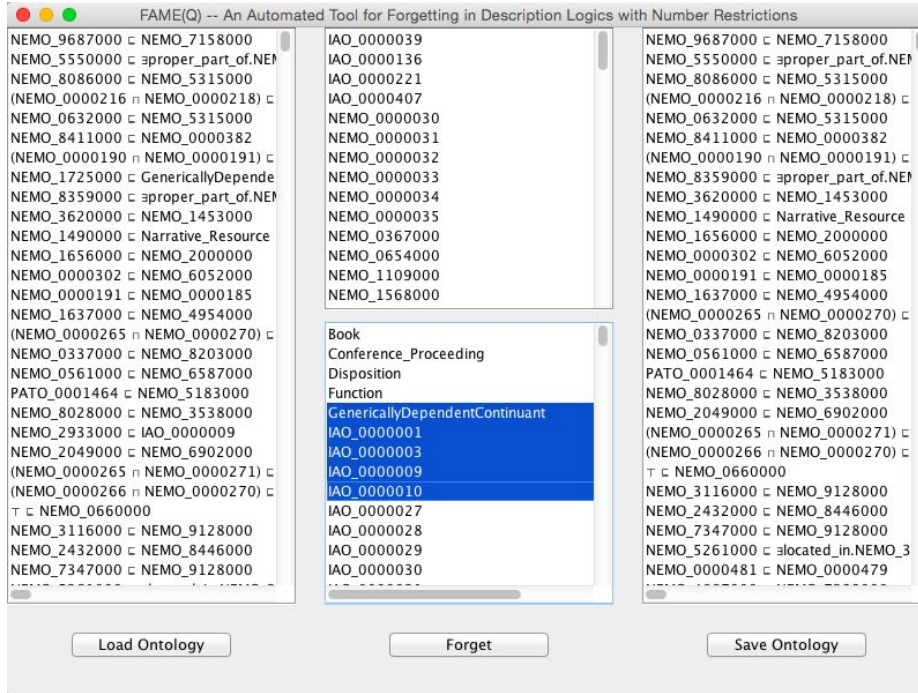 FAME(Q) -- An Automated Tool for Forgetting in Description Logics with Number Restrictions
NEMO_9687000 ⊑ NEMO_7158000
NEMO_5550000 ⊑ ∃proper_part_of.NEM
NEMO_8086000 ⊑ NEMO_5315000
(NEMO_0000216 ⊓ NEMO_0000218) ⊑
NEMO_0632000 ⊑ NEMO_5315000
NEMO_8411000 ⊑ NEMO_0000382
(NEMO_0000190 ⊓ NEMO_0000191) ⊑
NEMO_1725000 ⊑ GenericallyDepende
NEMO_8359000 ⊑ ∃proper_part_of.NEM
NEMO_3620000 ⊑ NEMO_1453000
NEMO_1490000 ⊑ Narrative_Resource
NEMO_1656000 ⊑ NEMO_2000000
NEMO_0000302 ⊑ NEMO_6052000
NEMO_0000191 ⊑ NEMO_0000185
NEMO_1637000 ⊑ NEMO_4954000
(NEMO_0000265 ⊓ NEMO_0000270) ⊑
NEMO_0337000 ⊑ NEMO_8203000
NEMO_0561000 ⊑ NEMO_6587000
PATO_0001464 ⊑ NEMO_5183000
NEMO_8028000 ⊑ NEMO_3538000
NEMO_2933000 ⊑ IAO_0000009
NEMO_2049000 ⊑ NEMO_6902000
(NEMO_0000265 ⊓ NEMO_0000271) ⊑
(NEMO_0000266 ⊓ NEMO_0000270) ⊑
⊤ ⊑ NEMO_0660000
NEMO_3116000 ⊑ NEMO_9128000
NEMO_2432000 ⊑ NEMO_8446000
NEMO_7347000 ⊑ NEMO_9128000
IAO_0000039
IAO_0000136
IAO_0000221
IAO_0000407
NEMO_0000030
NEMO_0000031
NEMO_0000032
NEMO_0000033
NEMO_0000034
NEMO_0000035
NEMO_0367000
NEMO_0654000
NEMO_1109000
NEMO_1568000
Book
Conference_Proceeding
Disposition
Function
GenericallyDependentContinuant
IAO_0000001
IAO_0000003
IAO_0000009
IAO_0000010
IAO_0000027
IAO_0000028
IAO_0000029
IAO_0000030
NEMO_9687000 ⊑ NEMO_7158000
NEMO_5550000 ⊑ ∃proper_part_of.NEM
NEMO_8086000 ⊑ NEMO_5315000
(NEMO_0000216 ⊓ NEMO_0000218) ⊑
NEMO_0632000 ⊑ NEMO_5315000
NEMO_8411000 ⊑ NEMO_0000382
(NEMO_0000190 ⊓ NEMO_0000191) ⊑
NEMO_8359000 ⊑ ∃proper_part_of.NEM
NEMO_3620000 ⊑ NEMO_1453000
NEMO_1490000 ⊑ Narrative_Resource
NEMO_1656000 ⊑ NEMO_2000000
NEMO_0000302 ⊑ NEMO_6052000
NEMO_0000191 ⊑ NEMO_0000185
NEMO_1637000 ⊑ NEMO_4954000
(NEMO_0000265 ⊓ NEMO_0000270) ⊑
NEMO_0337000 ⊑ NEMO_8203000
NEMO_0561000 ⊑ NEMO_6587000
PATO_0001464 ⊑ NEMO_5183000
NEMO_8028000 ⊑ NEMO_3538000
NEMO_2049000 ⊑ NEMO_6902000
(NEMO_0000265 ⊓ NEMO_0000271) ⊑
(NEMO_0000266 ⊓ NEMO_0000270) ⊑
⊤ ⊑ NEMO_0660000
NEMO_3116000 ⊑ NEMO_9128000
NEMO_2432000 ⊑ NEMO_8446000
NEMO_7347000 ⊑ NEMO_9128000
NEMO_5261000 ⊑ ∃located_in.NEMO_3
NEMO_0000481 ⊑ NEMO_0000479
Load Ontology
Forget
Save Ontology